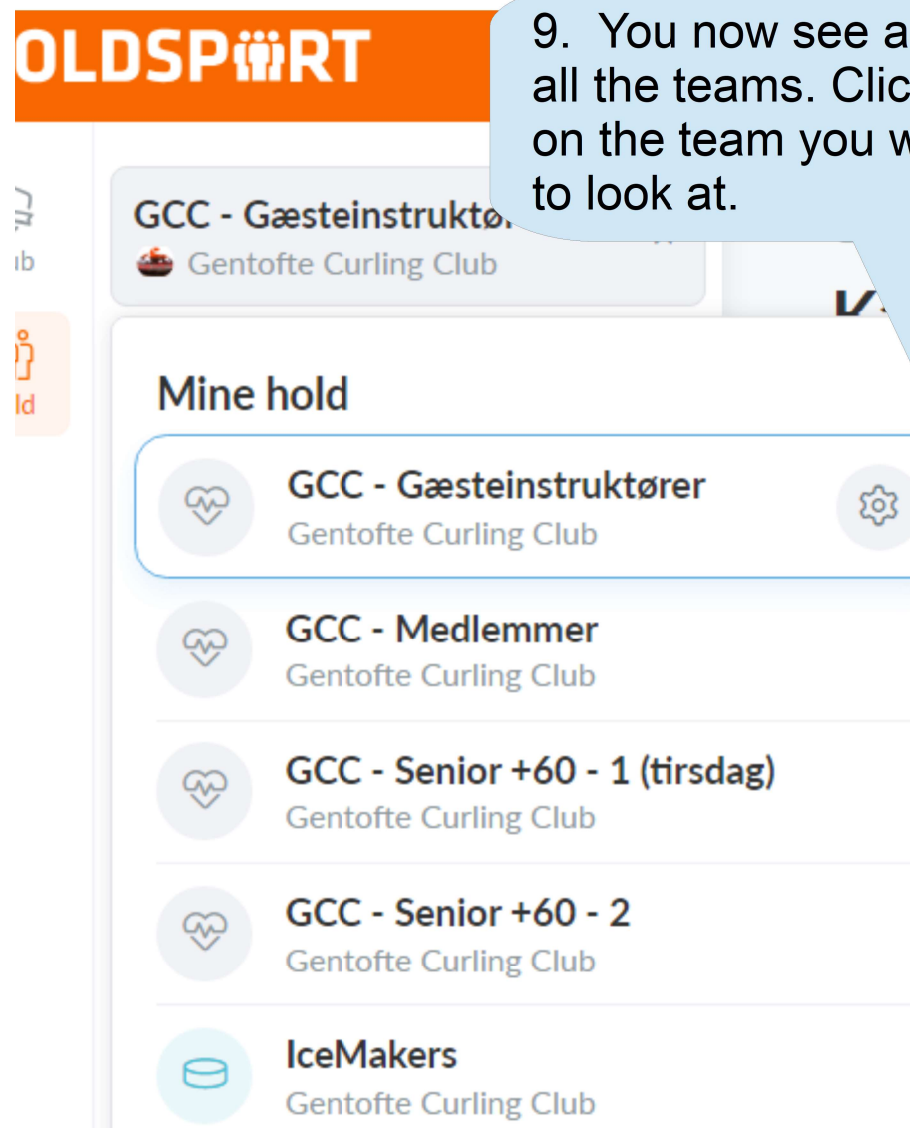 OLDSPORT
9. You now see a
all the teams. Clic
on the team you w
to look at.
GCC - Gæsteinstruktø
Gentofte Curling Club
ub
ld
Mine hold
GCC - Gæsteinstruktører
Gentofte Curling Club
GCC - Medlemmer
Gentofte Curling Club
GCC - Senior +60 - 1 (tirsdag)
Gentofte Curling Club
GCC - Senior +60 - 2
Gentofte Curling Club
IceMakers
Gentofte Curling Club